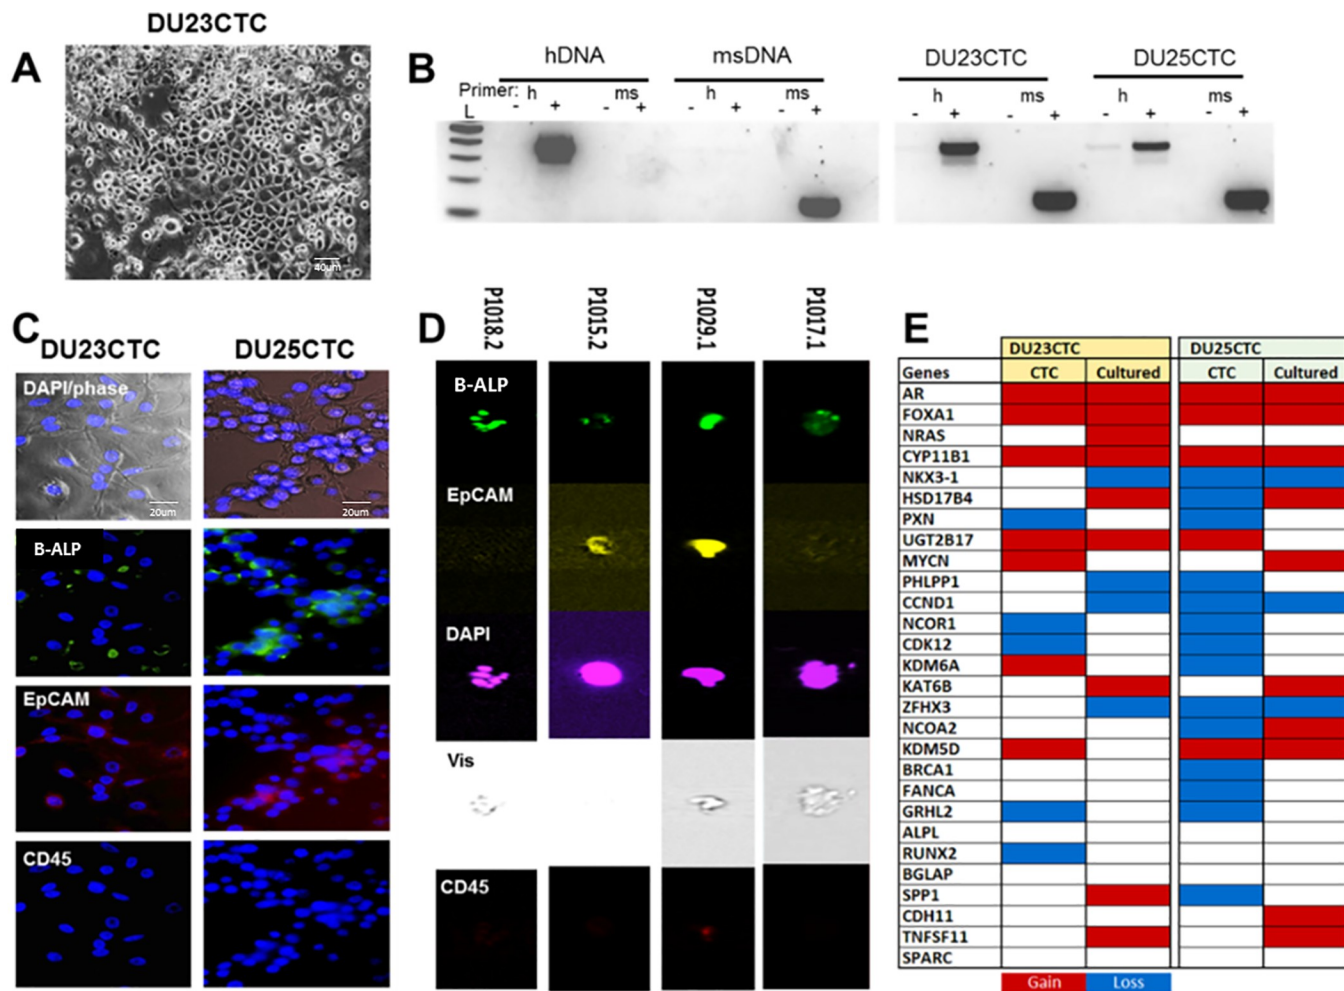 DU23CTC
A
40um
B
hDNA
msDNA
DU23CTC
DU25CTC
Primer: h ms h ms h ms h ms
L - + - + - + - + - + - + - + - +
C
DU23CTC
DU25CTC
DAPI/phase
20um
20um
B-ALP
EpCAM
CD45
D
P1018.2
P1015.2
P1029.1
P1017.1
B-ALP
EpCAM
DAPI
Vis
CD45
E
DU23CTC DU25CTC
Genes CTC Cultured CTC Cultured
AR
FOXA1
NRAS
CYP11B1
NKX3-1
HSD17B4
PXN
UGT2B17
MYCN
PHLPP1
CCND1
NCOR1
CDK12
KDM6A
KAT6B
ZFHX3
NCOA2
KDM5D
BRCA1
FANCA
GRHL2
ALPL
RUNX2
BGLAP
SPP1
CDH11
TNFSF11
SPARC
Gain Loss